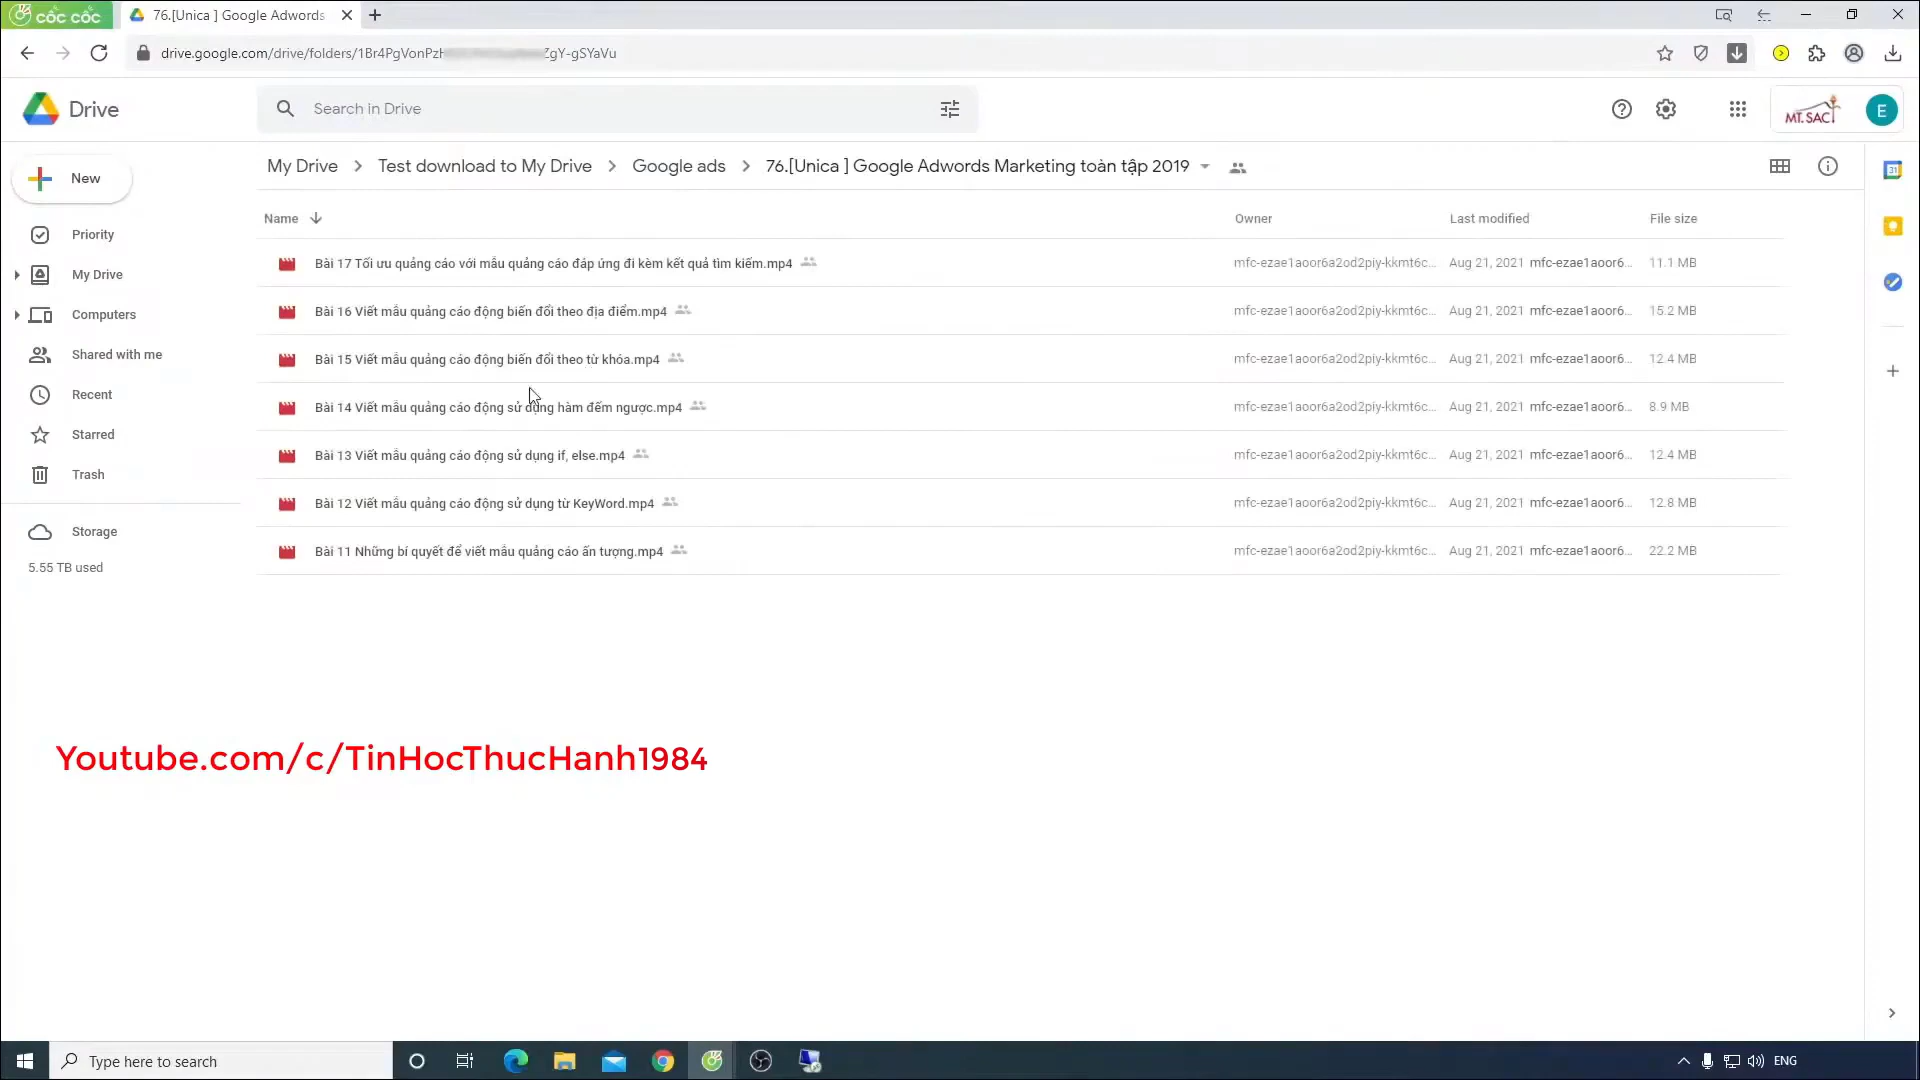 cốc cốc
76.[Unica ] Google Adwords
drive.google.com/drive/folders/1Br4PgVonPz
ZgY-gSYaVu
Drive
Search in Drive
MT. SAC
E
New
My Drive > Test download to My Drive > Google ads > 76.[Unica ] Google Adwords Marketing toàn tập 2019
31
Name Owner Last modified File size
Priority
My Drive
Computers
Shared with me
Recent
Starred
Trash
Storage
5.55 TB used
Bài 17 Tối ưu quảng cáo với mẫu quảng cáo đáp ứng đi kèm kết quả tìm kiếm.mp4 mfc-ezae1aoor6a2od2piy-kkmt6c... Aug 21, 2021 mfc-ezae1aoor6... 11.1 MB
Bài 16 Viết mẫu quảng cáo động biến đổi theo địa điểm.mp4 mfc-ezae1aoor6a2od2piy-kkmt6c... Aug 21, 2021 mfc-ezae1aoor6... 15.2 MB
Bài 15 Viết mẫu quảng cáo động biến đổi theo từ khóa.mp4 mfc-ezae1aoor6a2od2piy-kkmt6c... Aug 21, 2021 mfc-ezae1aoor6... 12.4 MB
Bài 14 Viết mẫu quảng cáo động sử dụng hàm đếm ngược.mp4 mfc-ezae1aoor6a2od2piy-kkmt6c... Aug 21, 2021 mfc-ezae1aoor6... 8.9 MB
Bài 13 Viết mẫu quảng cáo động sử dụng if, else.mp4 mfc-ezae1aoor6a2od2piy-kkmt6c... Aug 21, 2021 mfc-ezae1aoor6... 12.4 MB
Bài 12 Viết mẫu quảng cáo động sử dụng từ KeyWord.mp4 mfc-ezae1aoor6a2od2piy-kkmt6c... Aug 21, 2021 mfc-ezae1aoor6... 12.8 MB
Bài 11 Những bí quyết để viết mẫu quảng cáo ấn tượng.mp4 mfc-ezae1aoor6a2od2piy-kkmt6c... Aug 21, 2021 mfc-ezae1aoor6... 22.2 MB
Youtube.com/c/TinHocThucHanh1984
Type here to search
ENG